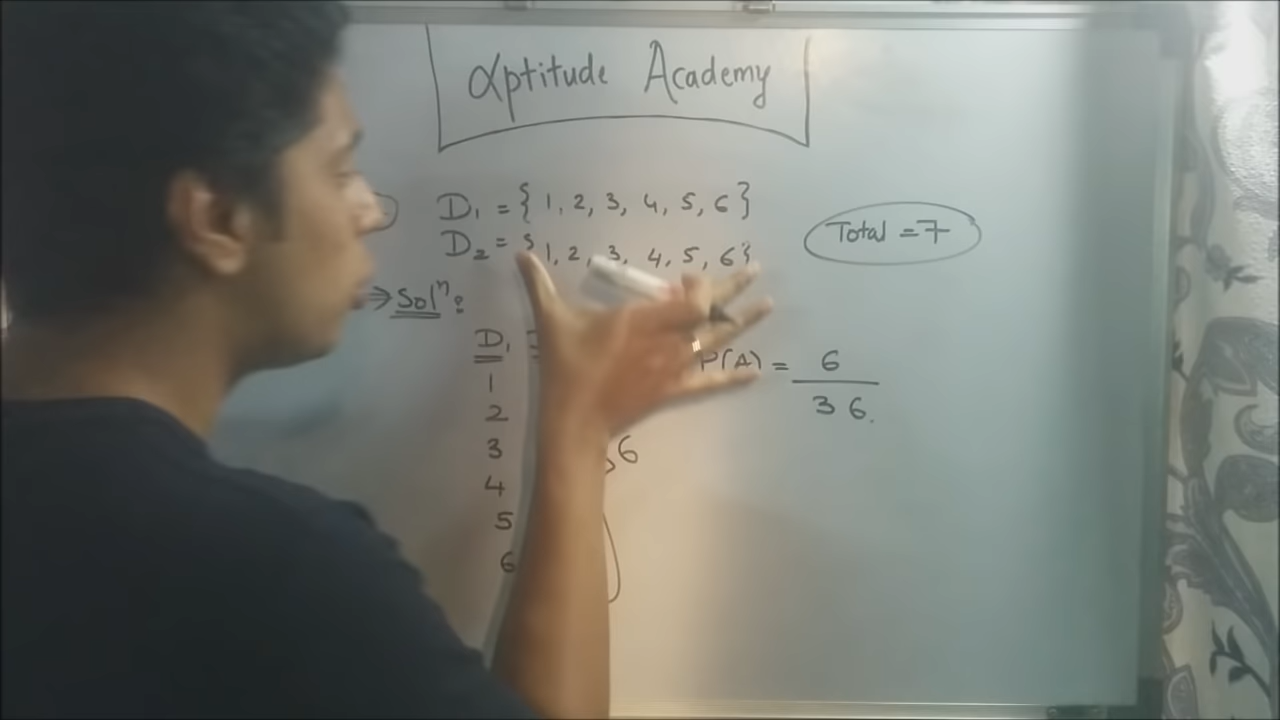 αptitude Academy
D₁ = { 1, 2, 3, 4, 5, 6 }
D₂ = { 1, 2, 3, 4, 5, 6 }
Total = 7
⇒ Solⁿ :
D₁
P(A) = 6
36.
1
2
3
6
4
5
6